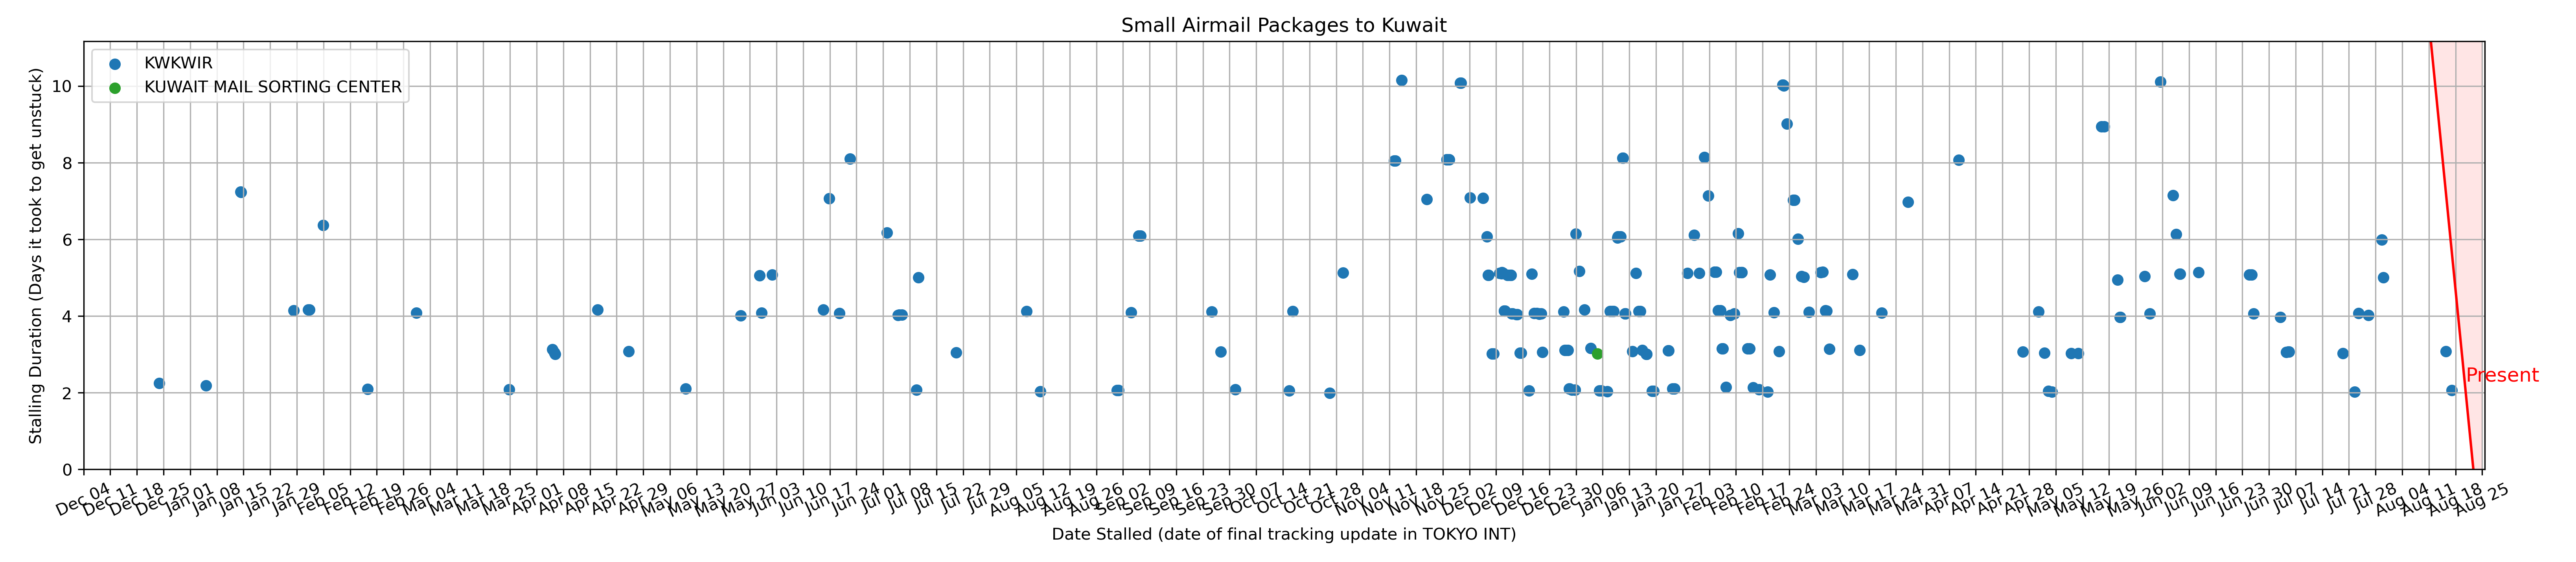 Small Airmail Packages to Kuwait
KWKWIR
KUWAIT MAIL SORTING CENTER
Stalling Duration (Days it took to get unstuck)
10
8
6
4
2
0
Present
Dec 04
Dec 11
Dec 18
Dec 25
Jan 01
Jan 08
Jan 15
Jan 22
Jan 29
Feb 05
Feb 12
Feb 19
Feb 26
Mar 04
Mar 11
Mar 18
Mar 25
Apr 01
Apr 08
Apr 15
Apr 22
Apr 29
May 06
May 13
May 20
May 27
Jun 03
Jun 10
Jun 17
Jun 24
Jul 01
Jul 08
Jul 15
Jul 22
Jul 29
Aug 05
Aug 12
Aug 19
Aug 26
Sep 02
Sep 09
Sep 16
Sep 23
Sep 30
Oct 07
Oct 14
Oct 21
Oct 28
Nov 04
Nov 11
Nov 18
Nov 25
Dec 02
Dec 09
Dec 16
Dec 23
Dec 30
Jan 06
Jan 13
Jan 20
Jan 27
Feb 03
Feb 10
Feb 17
Feb 24
Mar 03
Mar 10
Mar 17
Mar 24
Mar 31
Apr 07
Apr 14
Apr 21
Apr 28
May 05
May 12
May 19
May 26
Jun 02
Jun 09
Jun 16
Jun 23
Jun 30
Jul 07
Jul 14
Jul 21
Jul 28
Aug 04
Aug 11
Aug 18
Aug 25
Date Stalled (date of final tracking update in TOKYO INT)